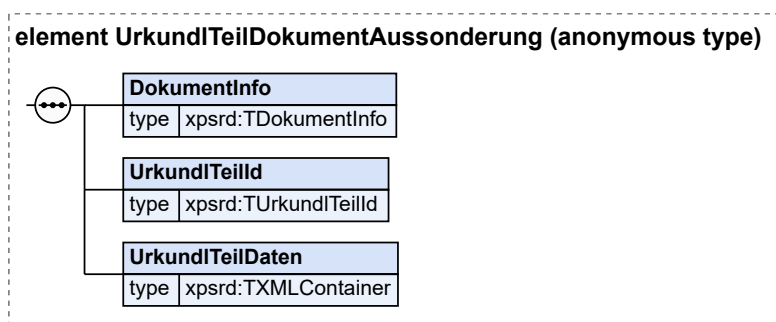 element UrkundlTeilDokumentAussonderung (anonymous type)
DokumentInfo
type xpsrd:TDokumentInfo
UrkundlTeilId
type xpsrd:TUrkundlTeilId
UrkundlTeilDaten
type xpsrd:TXMLContainer